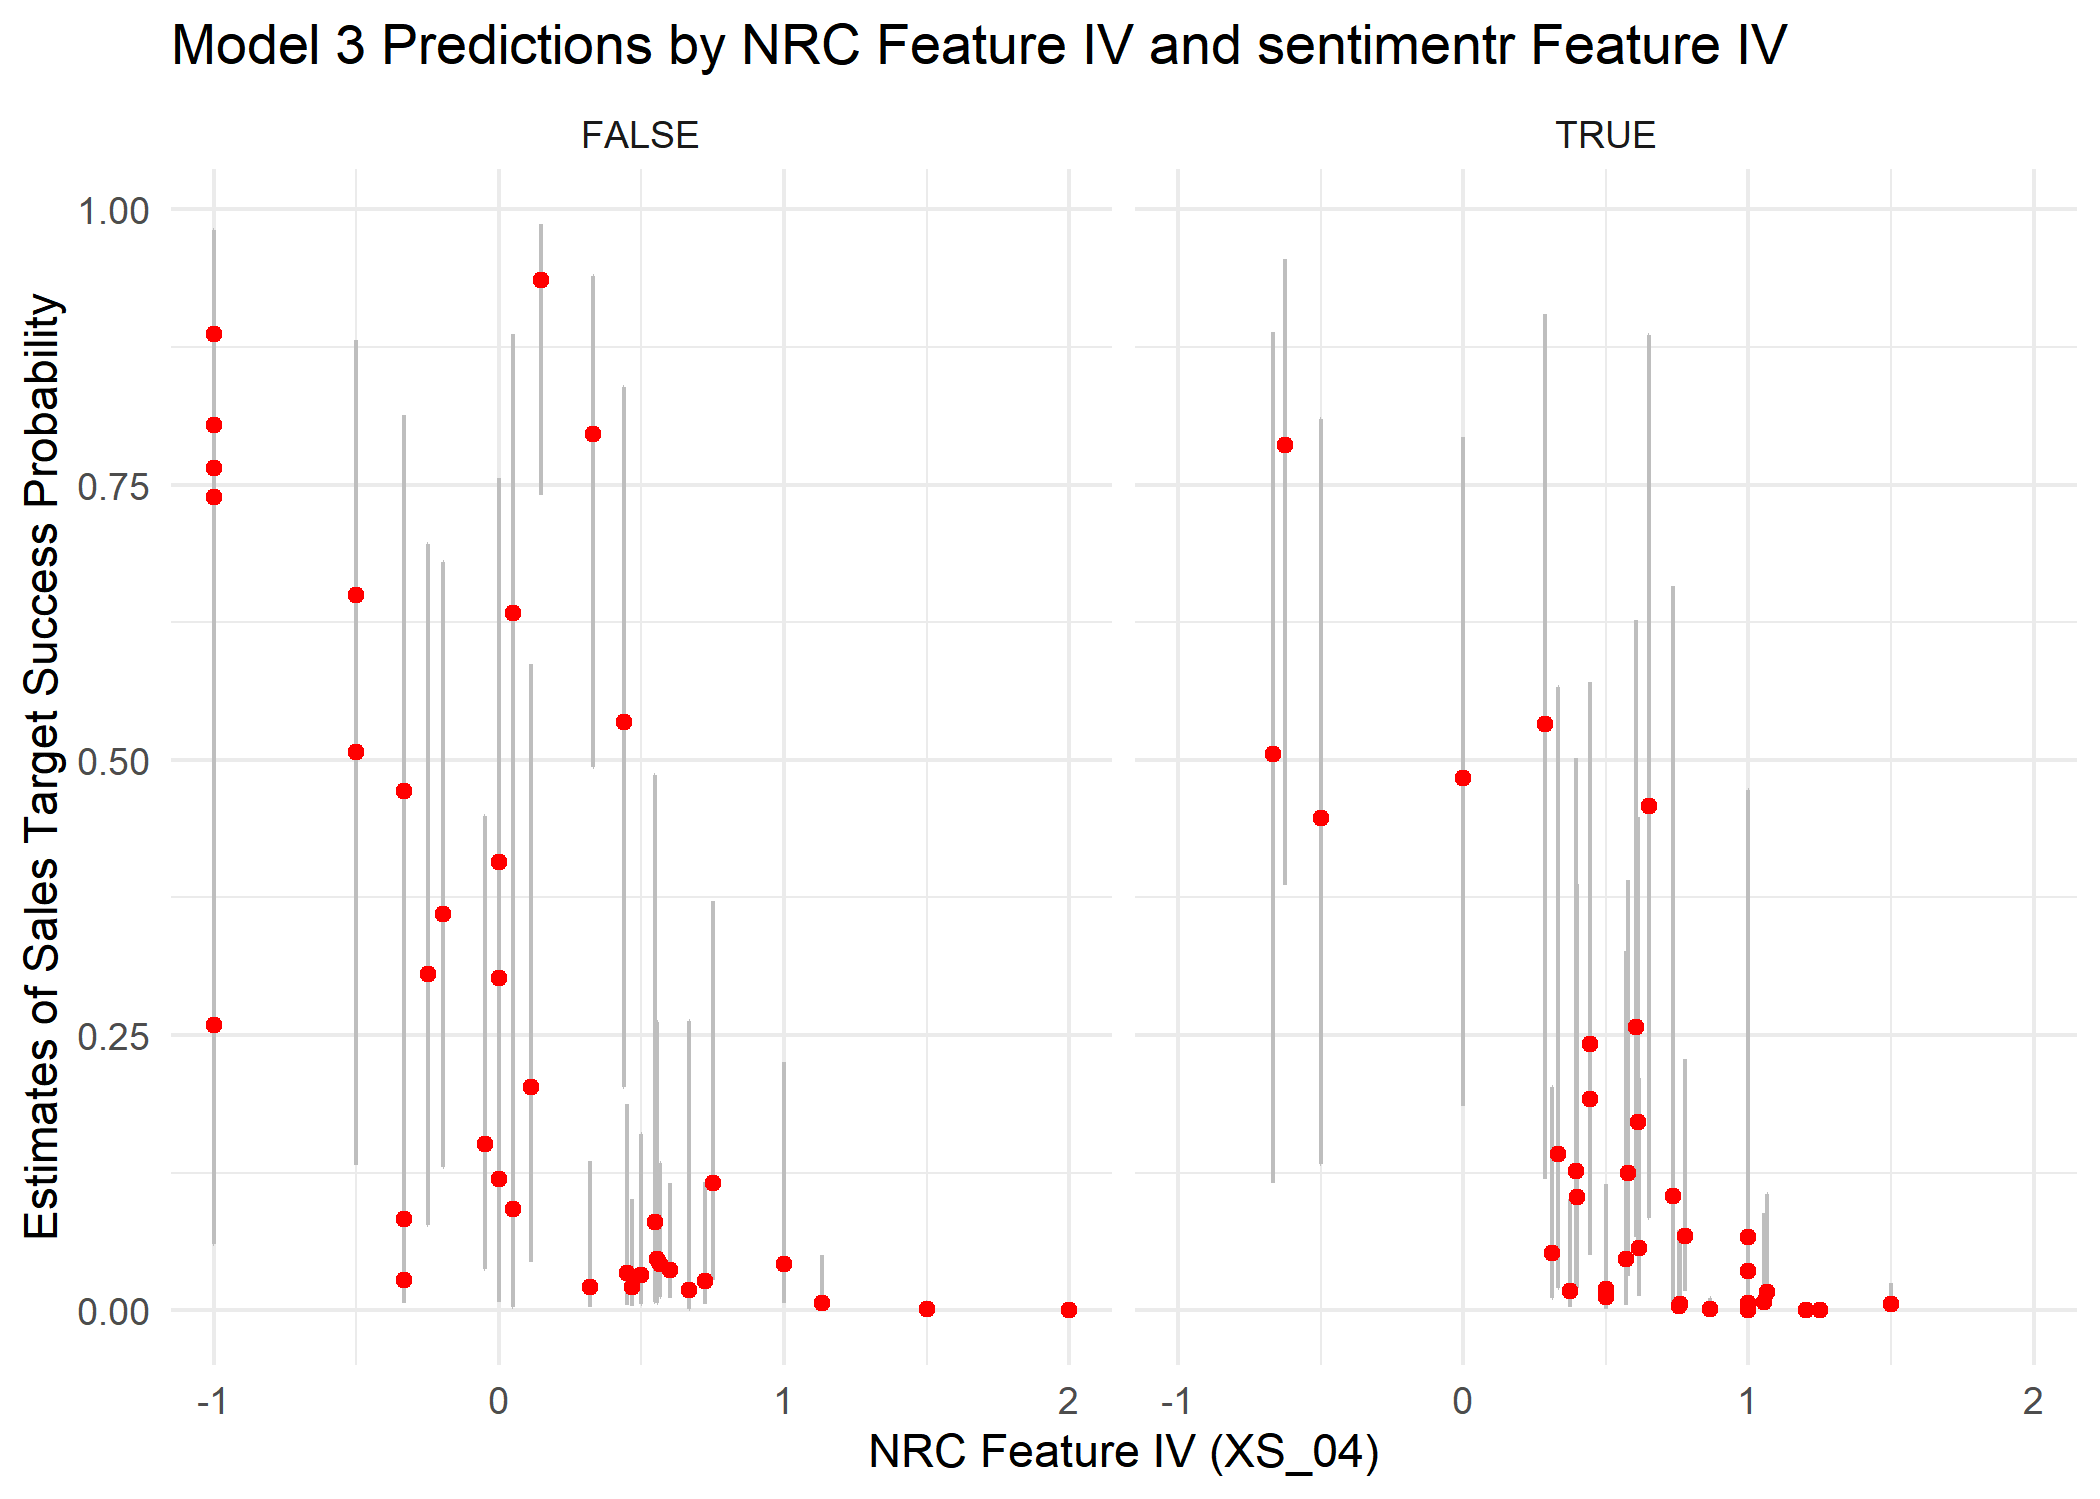 Model 3 Predictions by NRC Feature IV and sentimentr Feature IV
FALSE
TRUE
Estimates of Sales Target Success Probability
1.00
0.75
0.50
0.25
0.00
-1
0
1
2
-1
0
1
2
NRC Feature IV (XS_04)